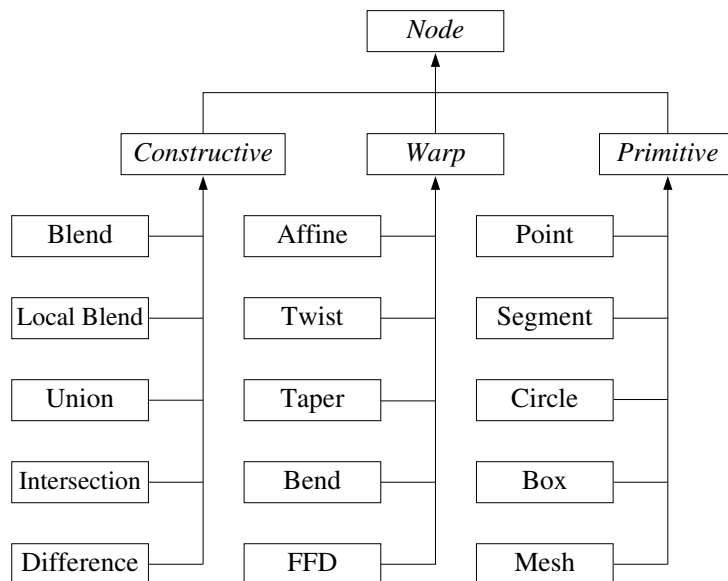 Node
Constructive
Warp
Primitive
Blend
Affine
Point
Local Blend
Twist
Segment
Union
Taper
Circle
Intersection
Bend
Box
Difference
FFD
Mesh